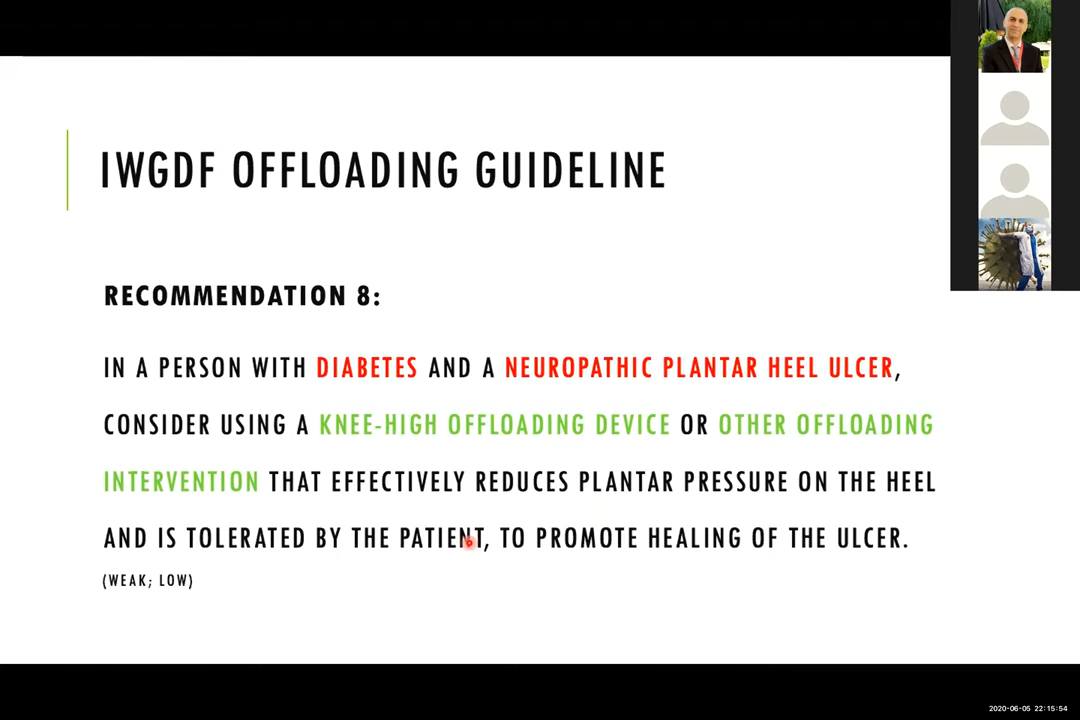 IWGDF OFFLOADING GUIDELINE
RECOMMENDATION 8:
IN A PERSON WITH DIABETES AND A NEUROPATHIC PLANTAR HEEL ULCER,
CONSIDER USING A KNEE-HIGH OFFLOADING DEVICE OR OTHER OFFLOADING
INTERVENTION THAT EFFECTIVELY REDUCES PLANTAR PRESSURE ON THE HEEL
AND IS TOLERATED BY THE PATIENT, TO PROMOTE HEALING OF THE ULCER.
(WEAK; LOW)
2020-06-05 22:15:54